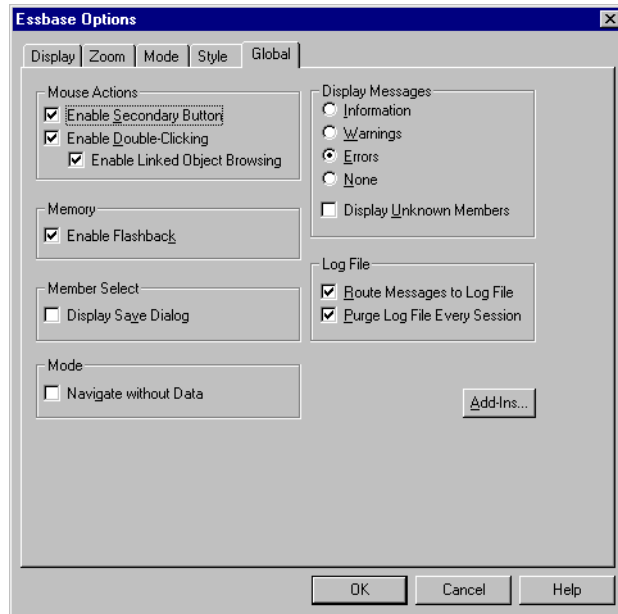 Essbase Options
Display
Zoom
Mode
Style
Global
Mouse Actions
Enable Secondary Button
Enable Double-Clicking
Enable Linked Object Browsing
Memory
Enable Flashback
Member Select
Display Save Dialog
Mode
Navigate without Data
Display Messages
Information
Warnings
Errors
None
Display Unknown Members
Log File
Route Messages to Log File
Purge Log File Every Session
Add-Ins...
OK
Cancel
Help